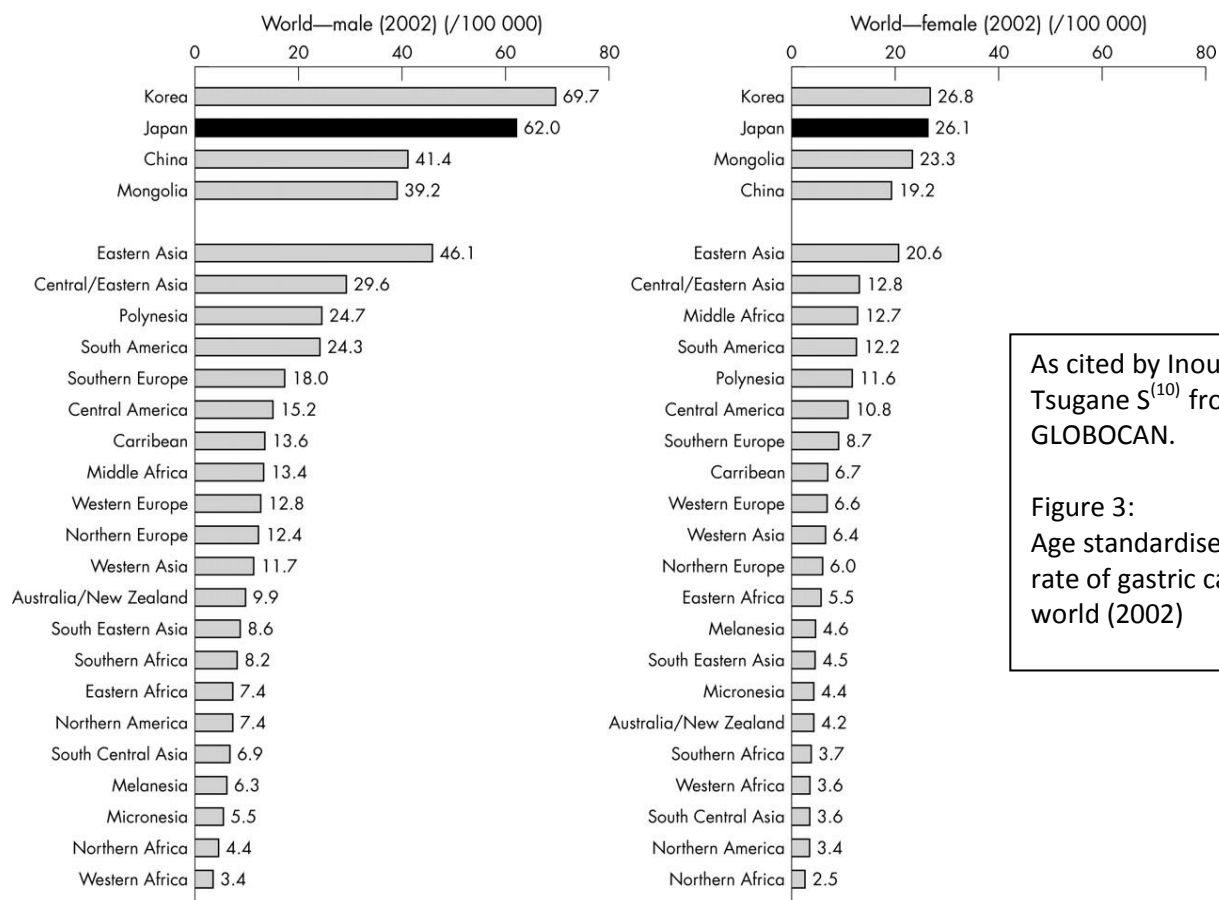 World—male (2002) (/100 000)
0 20 40 60 80
Korea 69.7
Japan 62.0
China 41.4
Mongolia 39.2
Eastern Asia 46.1
Central/Eastern Asia 29.6
Polynesia 24.7
South America 24.3
Southern Europe 18.0
Central America 15.2
Carribean 13.6
Middle Africa 13.4
Western Europe 12.8
Northern Europe 12.4
Western Asia 11.7
Australia/New Zealand 9.9
South Eastern Asia 8.6
Southern Africa 8.2
Eastern Africa 7.4
Northern America 7.4
South Central Asia 6.9
Melanesia 6.3
Micronesia 5.5
Northern Africa 4.4
Western Africa 3.4
World—female (2002) (/100 000)
0 20 40 60 80
Korea 26.8
Japan 26.1
Mongolia 23.3
China 19.2
Eastern Asia 20.6
Central/Eastern Asia 12.8
Middle Africa 12.7
South America 12.2
Polynesia 11.6
Central America 10.8
Southern Europe 8.7
Carribean 6.7
Western Europe 6.6
Western Asia 6.4
Northern Europe 6.0
Eastern Africa 5.5
Melanesia 4.6
South Eastern Asia 4.5
Micronesia 4.4
Australia/New Zealand 4.2
Southern Africa 3.7
Western Africa 3.6
South Central Asia 3.6
Northern America 3.4
Northern Africa 2.5
As cited by
Tsugane S(10)
GLOBOCAN.
Figure 3:
Age
rate of gastric
world (2002)